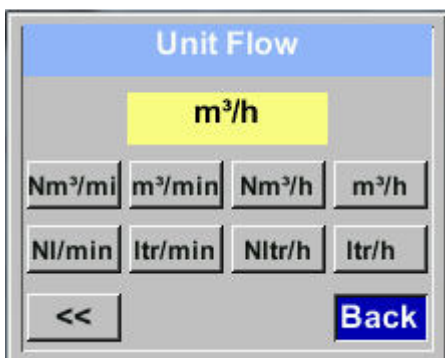 Unit Flow
m³/h
Nm³/mi m³/min Nm³/h m³/h
Nl/min ltr/min Nltr/h ltr/h
<< Back